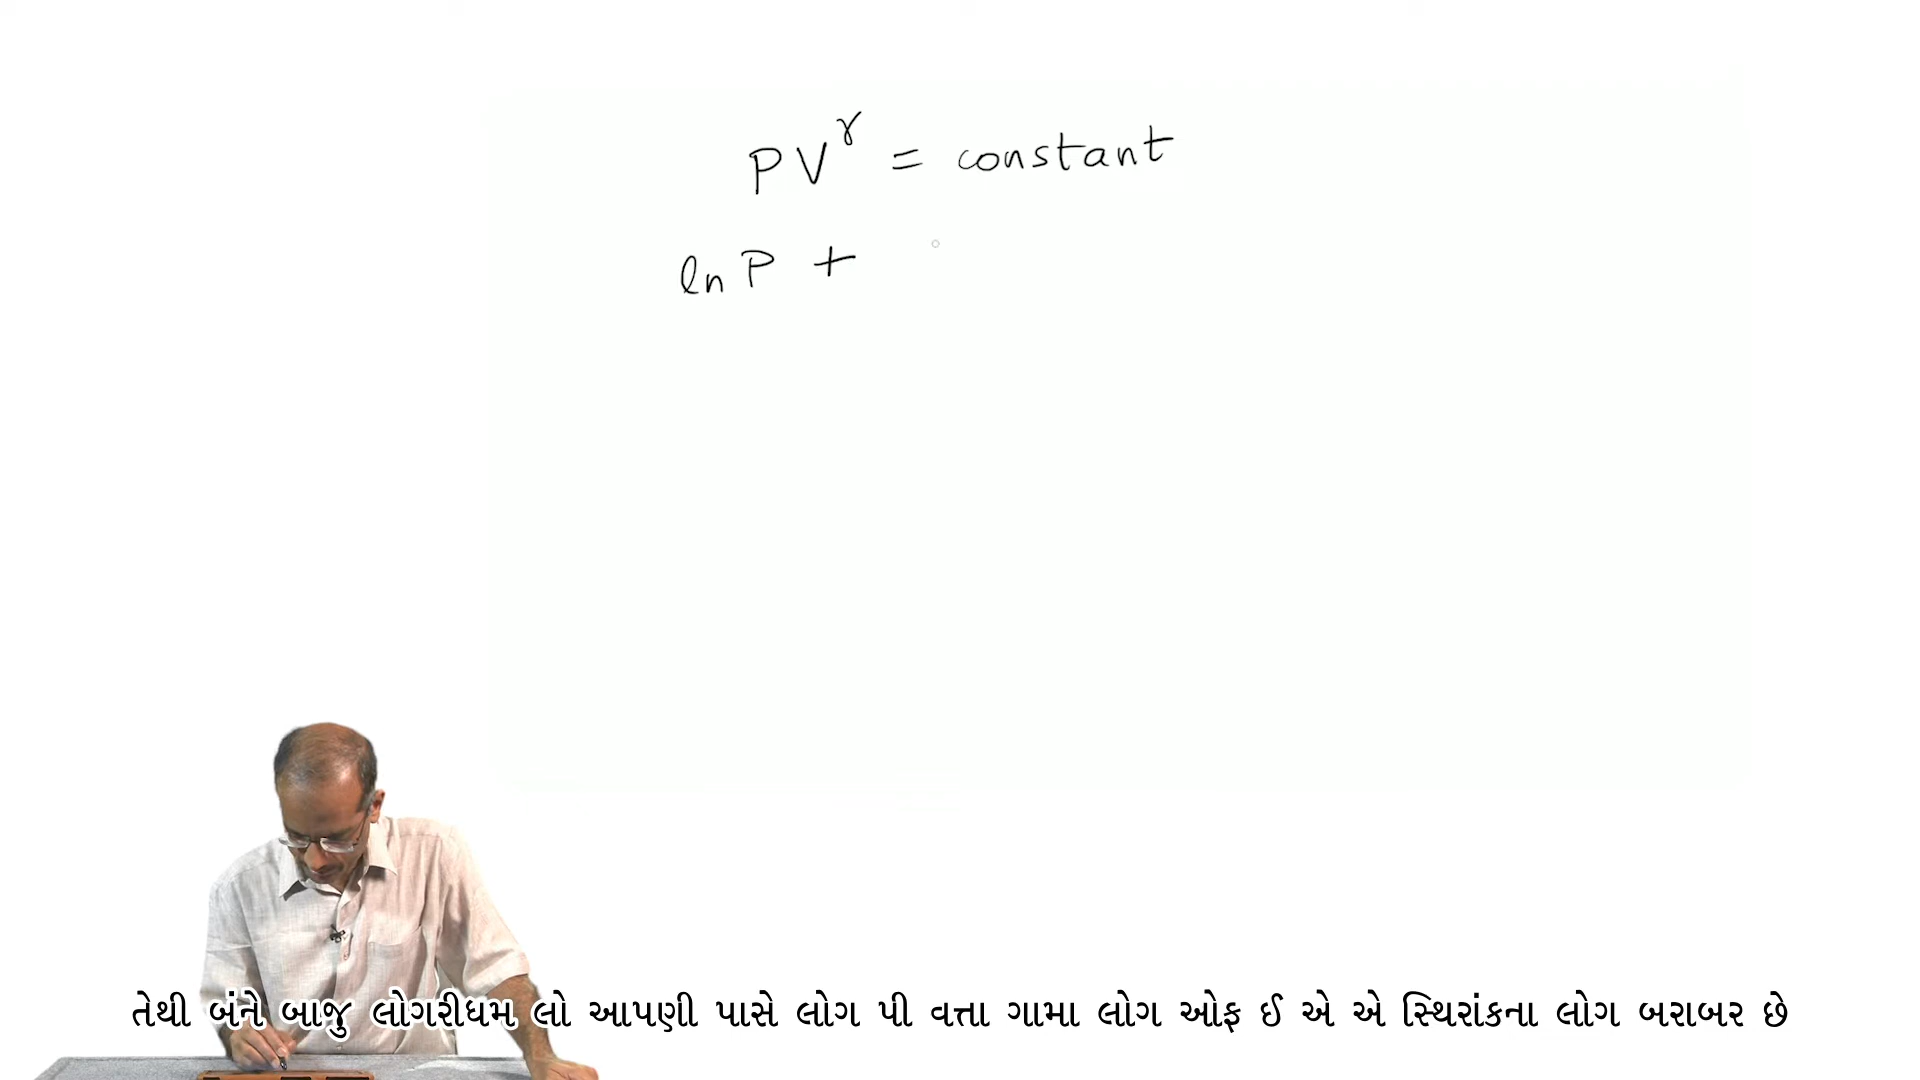 PV^γ = constant
ln P +
તેથી બંને બાજુ લોગરીધમ લો આપણી પાસે લોગ પી વત્તા ગામા લોગ ઓફ ઈ એ એ સ્થિરાંકના લોગ બરાબર છે